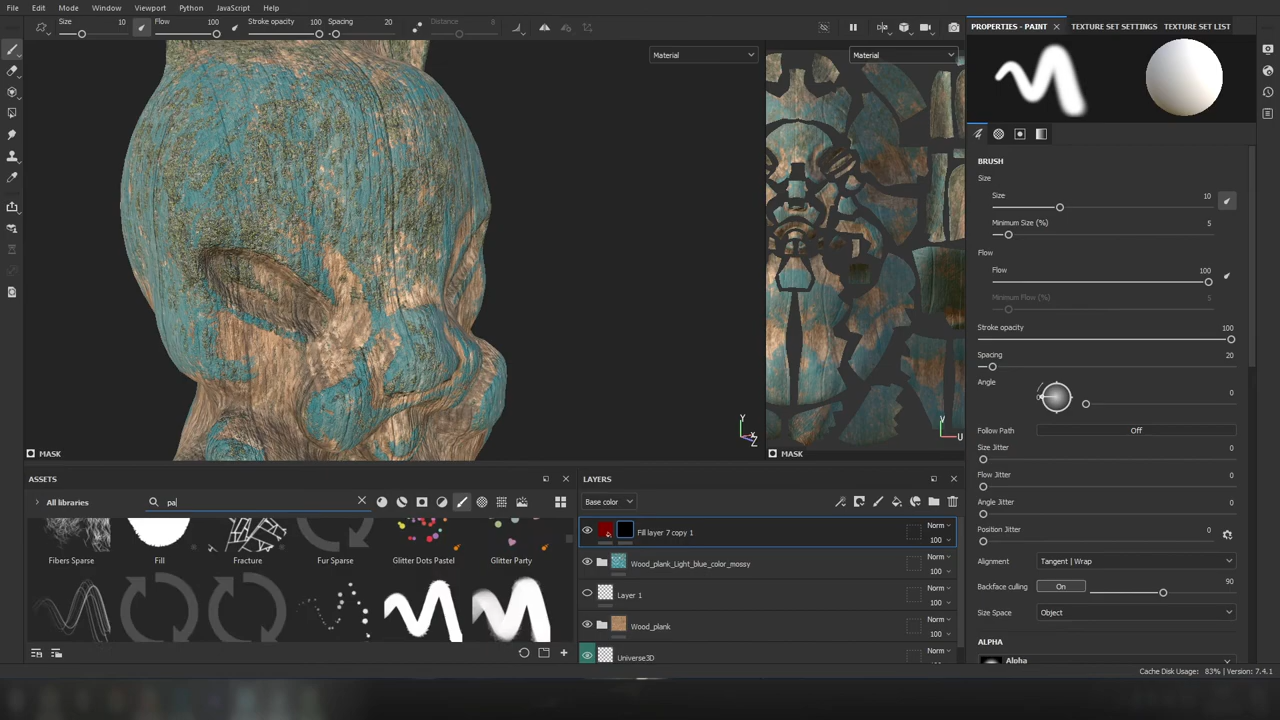 File Edit Mode Window Viewport Python JavaScript Help
Size 10 Flow 100 Stroke opacity 100 Spacing 20 Distance 8
PROPERTIES - PAINT TEXTURE SET SETTINGS TEXTURE SET LIST
Material
Material
BRUSH
Size
Size 10
Minimum Size (%) 5
Flow
Flow 100
Minimum Flow (%) 5
Stroke opacity 100
Spacing 20
Angle 0
Follow Path Off
Size Jitter 0
Flow Jitter 0
Angle Jitter 0
Position Jitter 0
Alignment Tangent | Wrap
Backface culling On 90
Size Space Object
ALPHA
Alpha
Y
Z
V
U
MASK
MASK
ASSETS
All libraries
pa
Fibers Sparse Fill Fracture Fur Sparse Glitter Dots Pastel Glitter Party
LAYERS
Base color
Fill layer 7 copy 1 Norm 100
Wood_plank_Light_blue_color_mossy Norm 100
Layer 1 Norm 100
Wood_plank Norm 100
Universe3D Norm
Cache Disk Usage: 83% | Version: 7.4.1